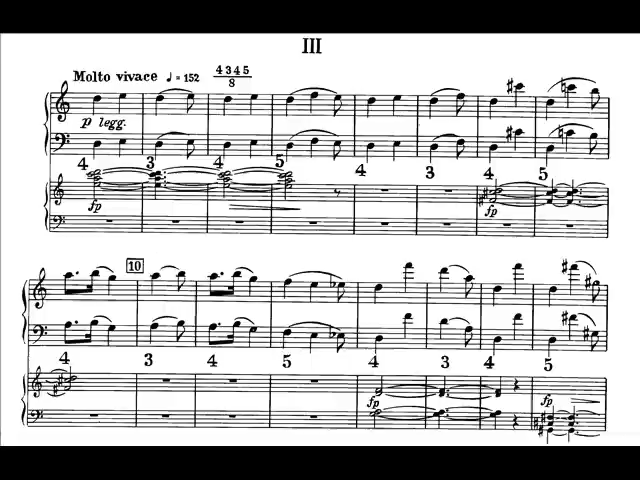 III
Molto vivace ♩ = 152 4 3 4 5
8
p legg.
4 3 4 5 4 3 4 5
fp fp
10
4 3 4 5 4 3 4 5
fp fp